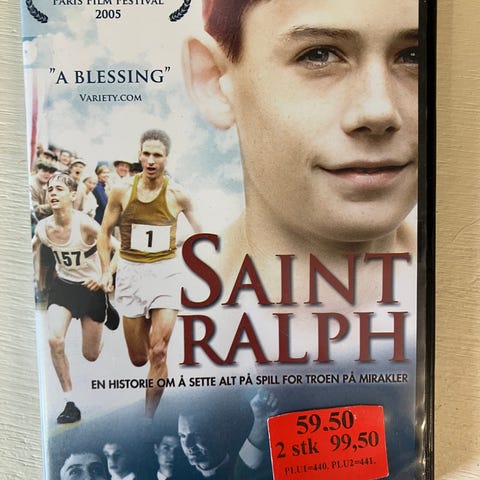 PARIS FILM FESTIVAL
2005
"A BLESSING"
VARIETY.COM
157
1
SAINT
RALPH
EN HISTORIE OM Å SETTE ALT PÅ SPILL FOR TROEN PÅ MIRAKLER
59.50
2 stk 99,50
PLU1=440. PLU2=441.